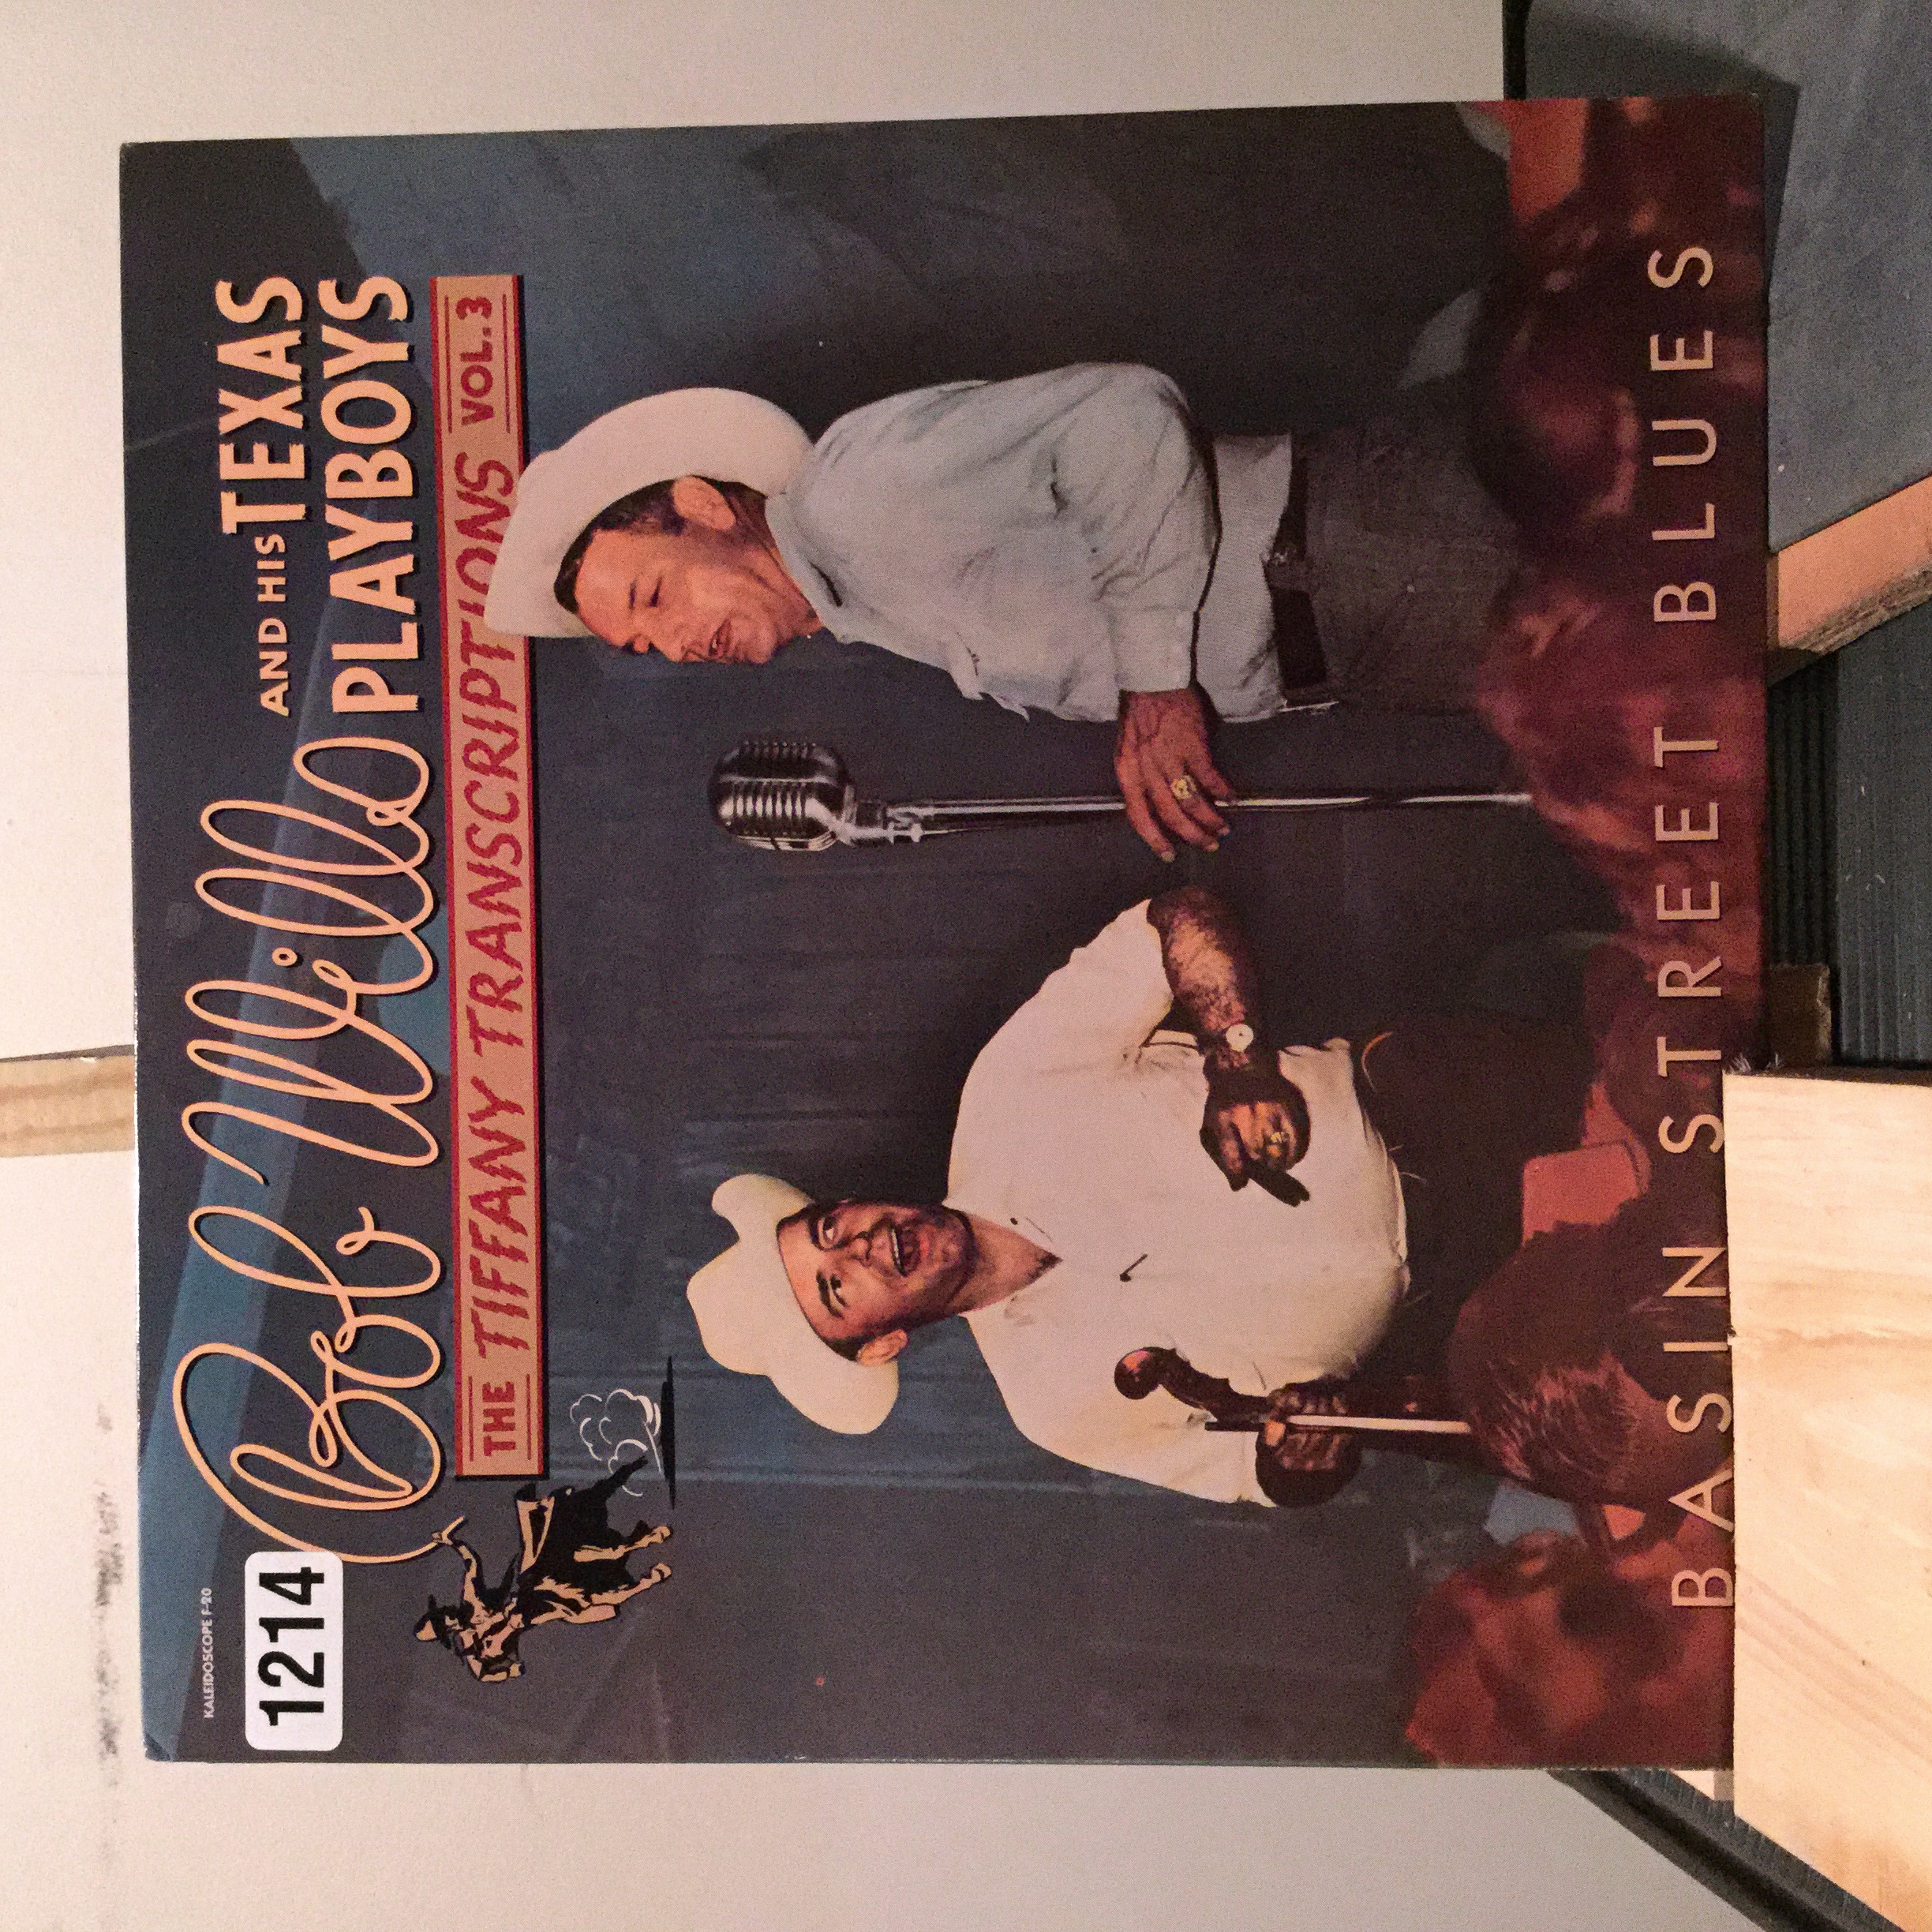 KALEIDOSCOPE F-20
1214
Bob Wills
AND HIS TEXAS
PLAYBOYS
THE TIFFANY TRANSCRIPTIONS VOL. 3
BASIN STREET BLUES